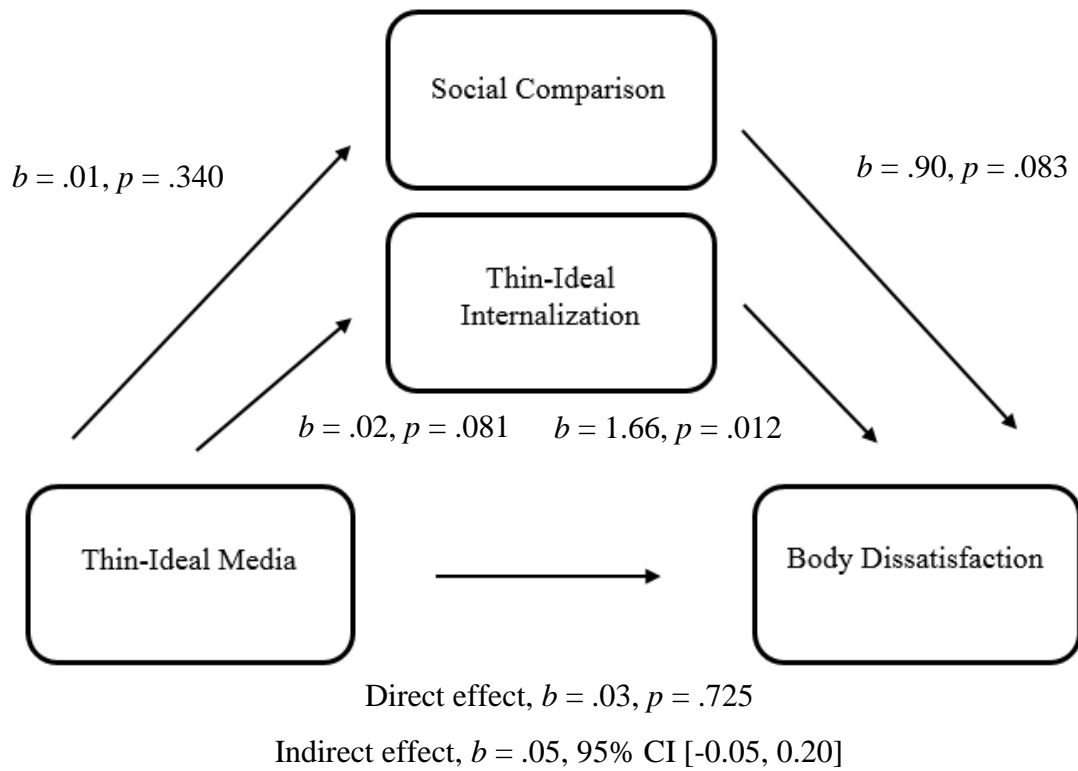 Social Comparison
b = .01, p = .340
b = .90, p = .083
Thin-Ideal
Internalization
b = .02, p = .081
b = 1.66, p = .012
Thin-Ideal Media
Body Dissatisfaction
Direct effect, b = .03, p = .725
Indirect effect, b = .05, 95% CI [-0.05, 0.20]